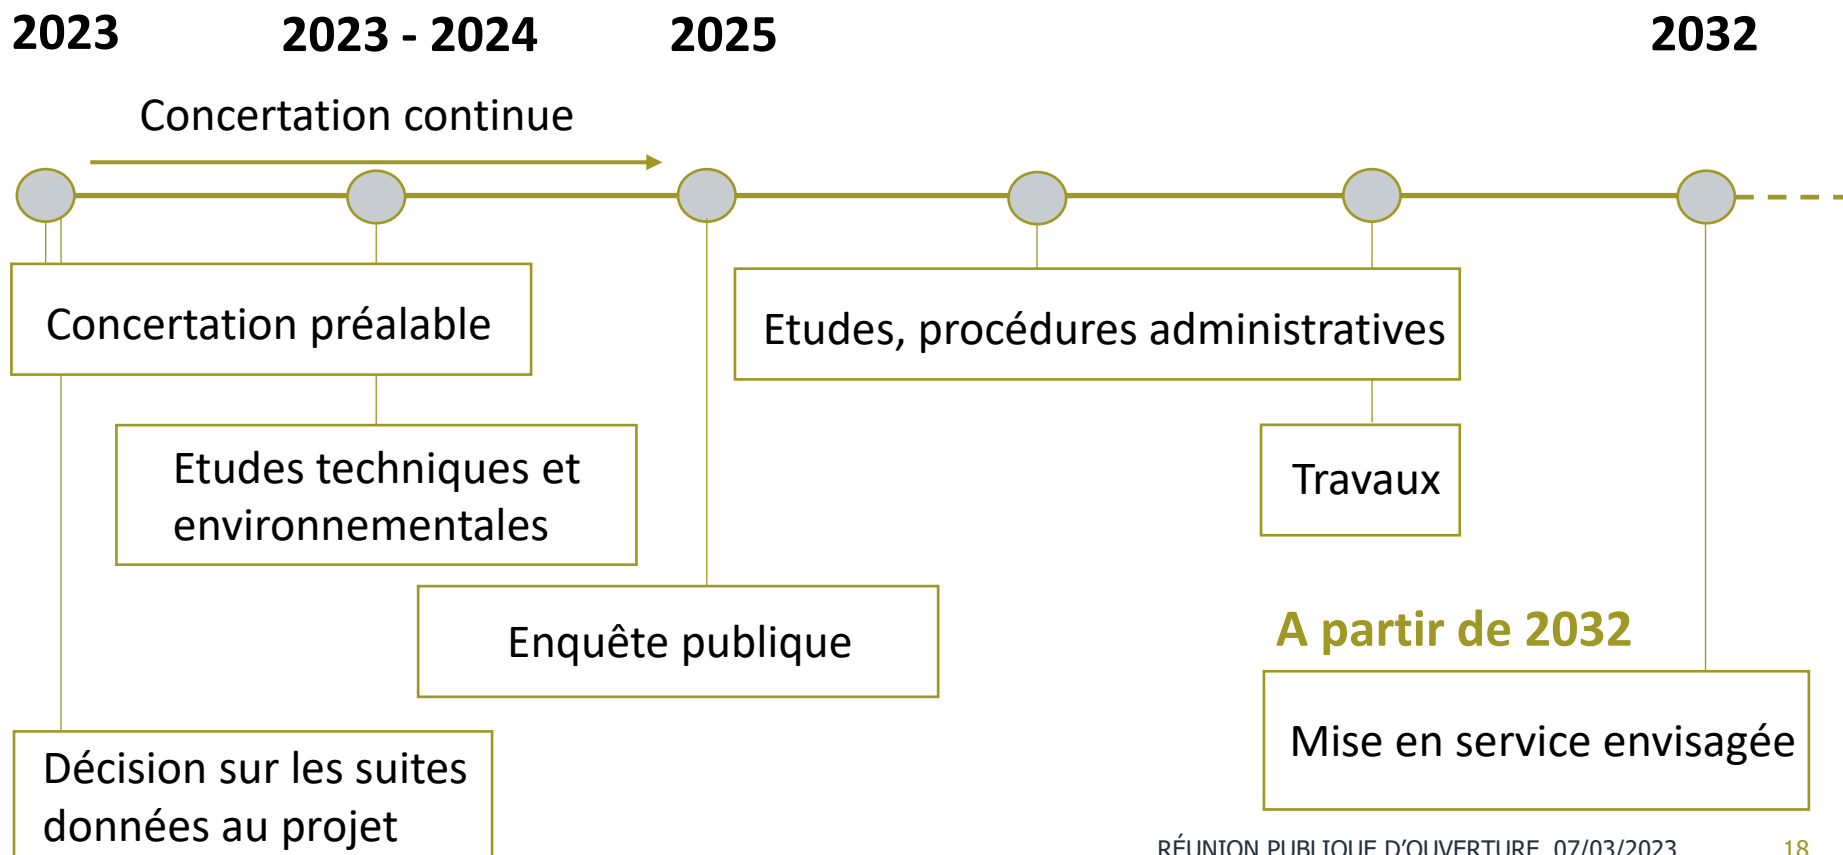 2023
2023 - 2024
2025
2032
Concertation continue
Concertation préalable
Etudes, procédures administratives
Etudes techniques et
environnementales
Travaux
Enquête publique
A partir de 2032
Mise en service envisagée
Décision sur les suites
données au projet
RÉUNION PUBLIQUE D'OUVERTURE 07/03/2023
18